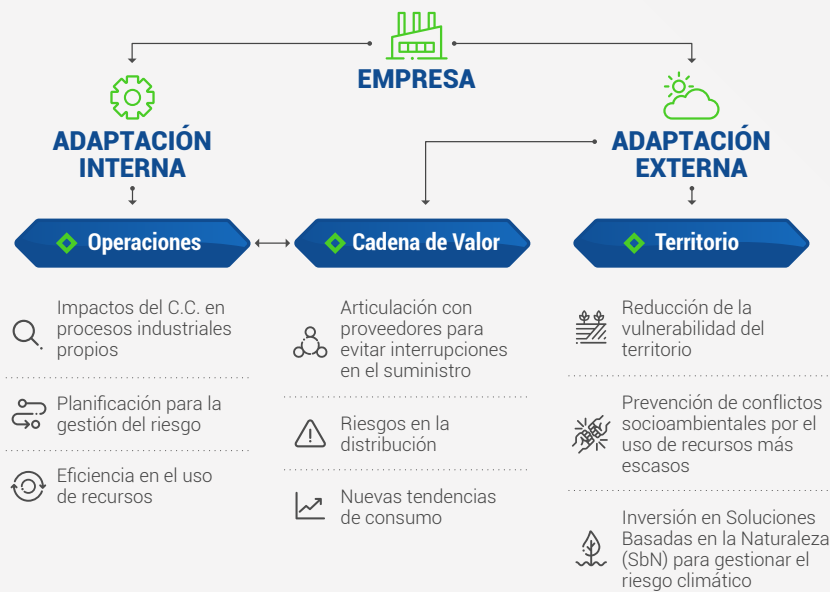 EMPRESA
ADAPTACIÓN
INTERNA
ADAPTACIÓN
EXTERNA
Operaciones
Cadena de Valor
Territorio
Impactos del C.C. en
procesos industriales
propios
Planificación para la
gestión del riesgo
Eficiencia en el uso
de recursos
Articulación con
proveedores para
evitar interrupciones
en el suministro
Riesgos en la
distribución
Nuevas tendencias
de consumo
Reducción de la
vulnerabilidad del
territorio
Prevención de conflictos
socioambientales por el
uso de recursos más
escasos
Inversión en Soluciones
Basadas en la Naturaleza
(SbN) para gestionar el
riesgo climático